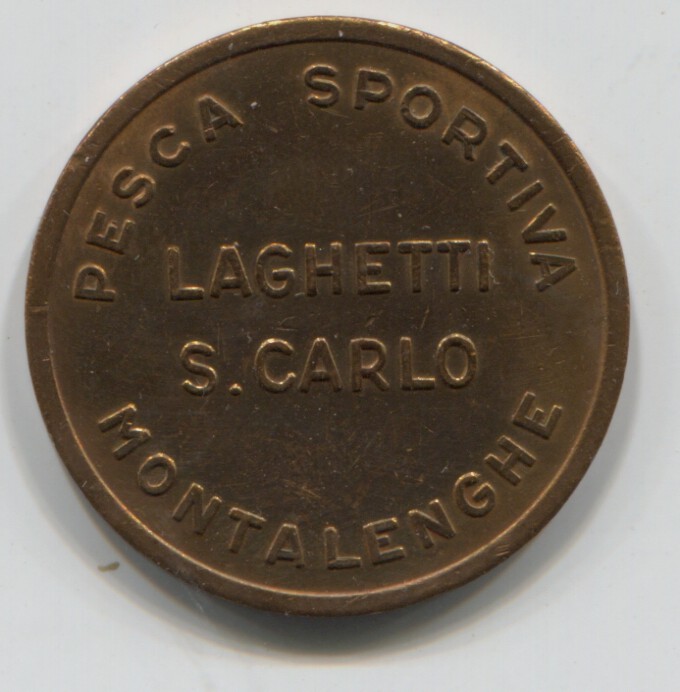 PESCA SPORTIVA
LAGHETTI
S. CARLO
MONTALENGHE